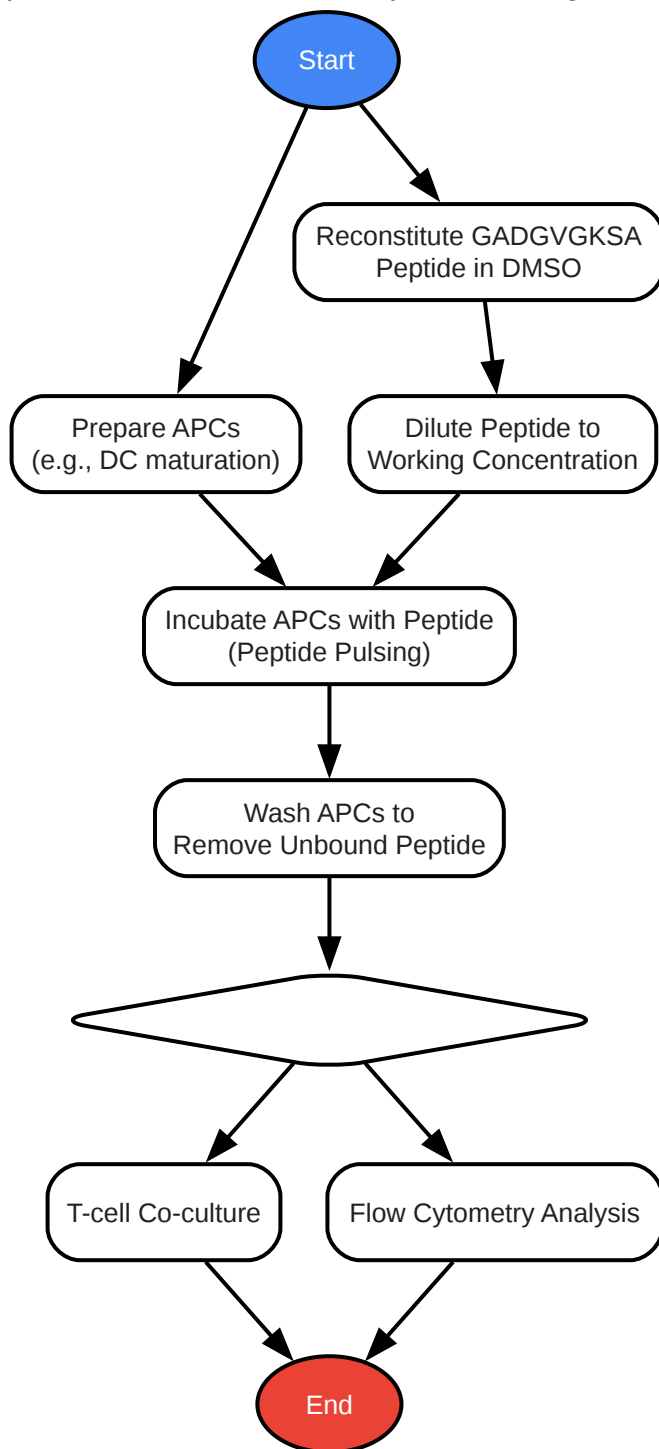 Start
Reconstitute GADGVGKSA
Peptide in DMSO
Prepare APCs
(e.g., DC maturation)
Dilute Peptide to
Working Concentration
Incubate APCs with Peptide
(Peptide Pulsing)
Wash APCs to
Remove Unbound Peptide
T-cell Co-culture
Flow Cytometry Analysis
End